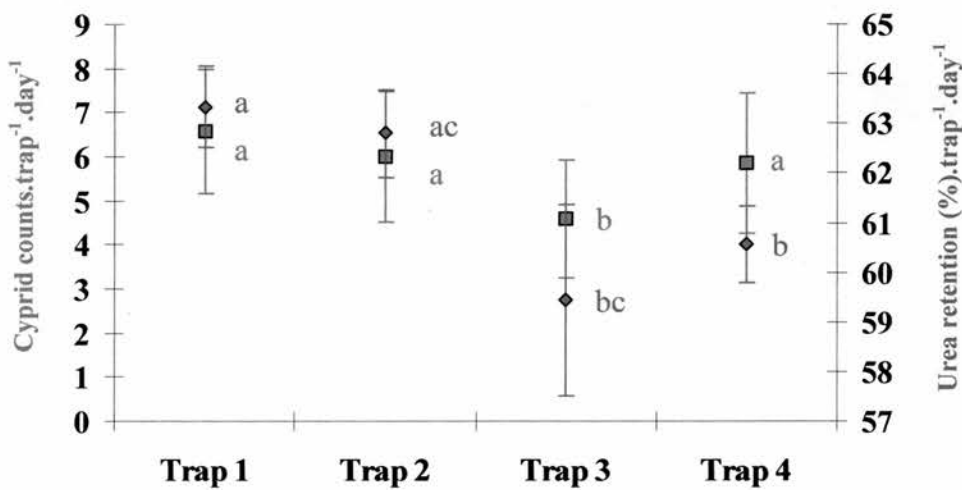 Cyprid counts.trap⁻¹.day⁻¹
9
8
7
6
5
4
3
2
1
0
a
a
ac
a
b
bc
a
b
65
64
63
62
61
60
59
58
57
Urea retention (%).trap⁻¹.day⁻¹
Trap 1 Trap 2 Trap 3 Trap 4